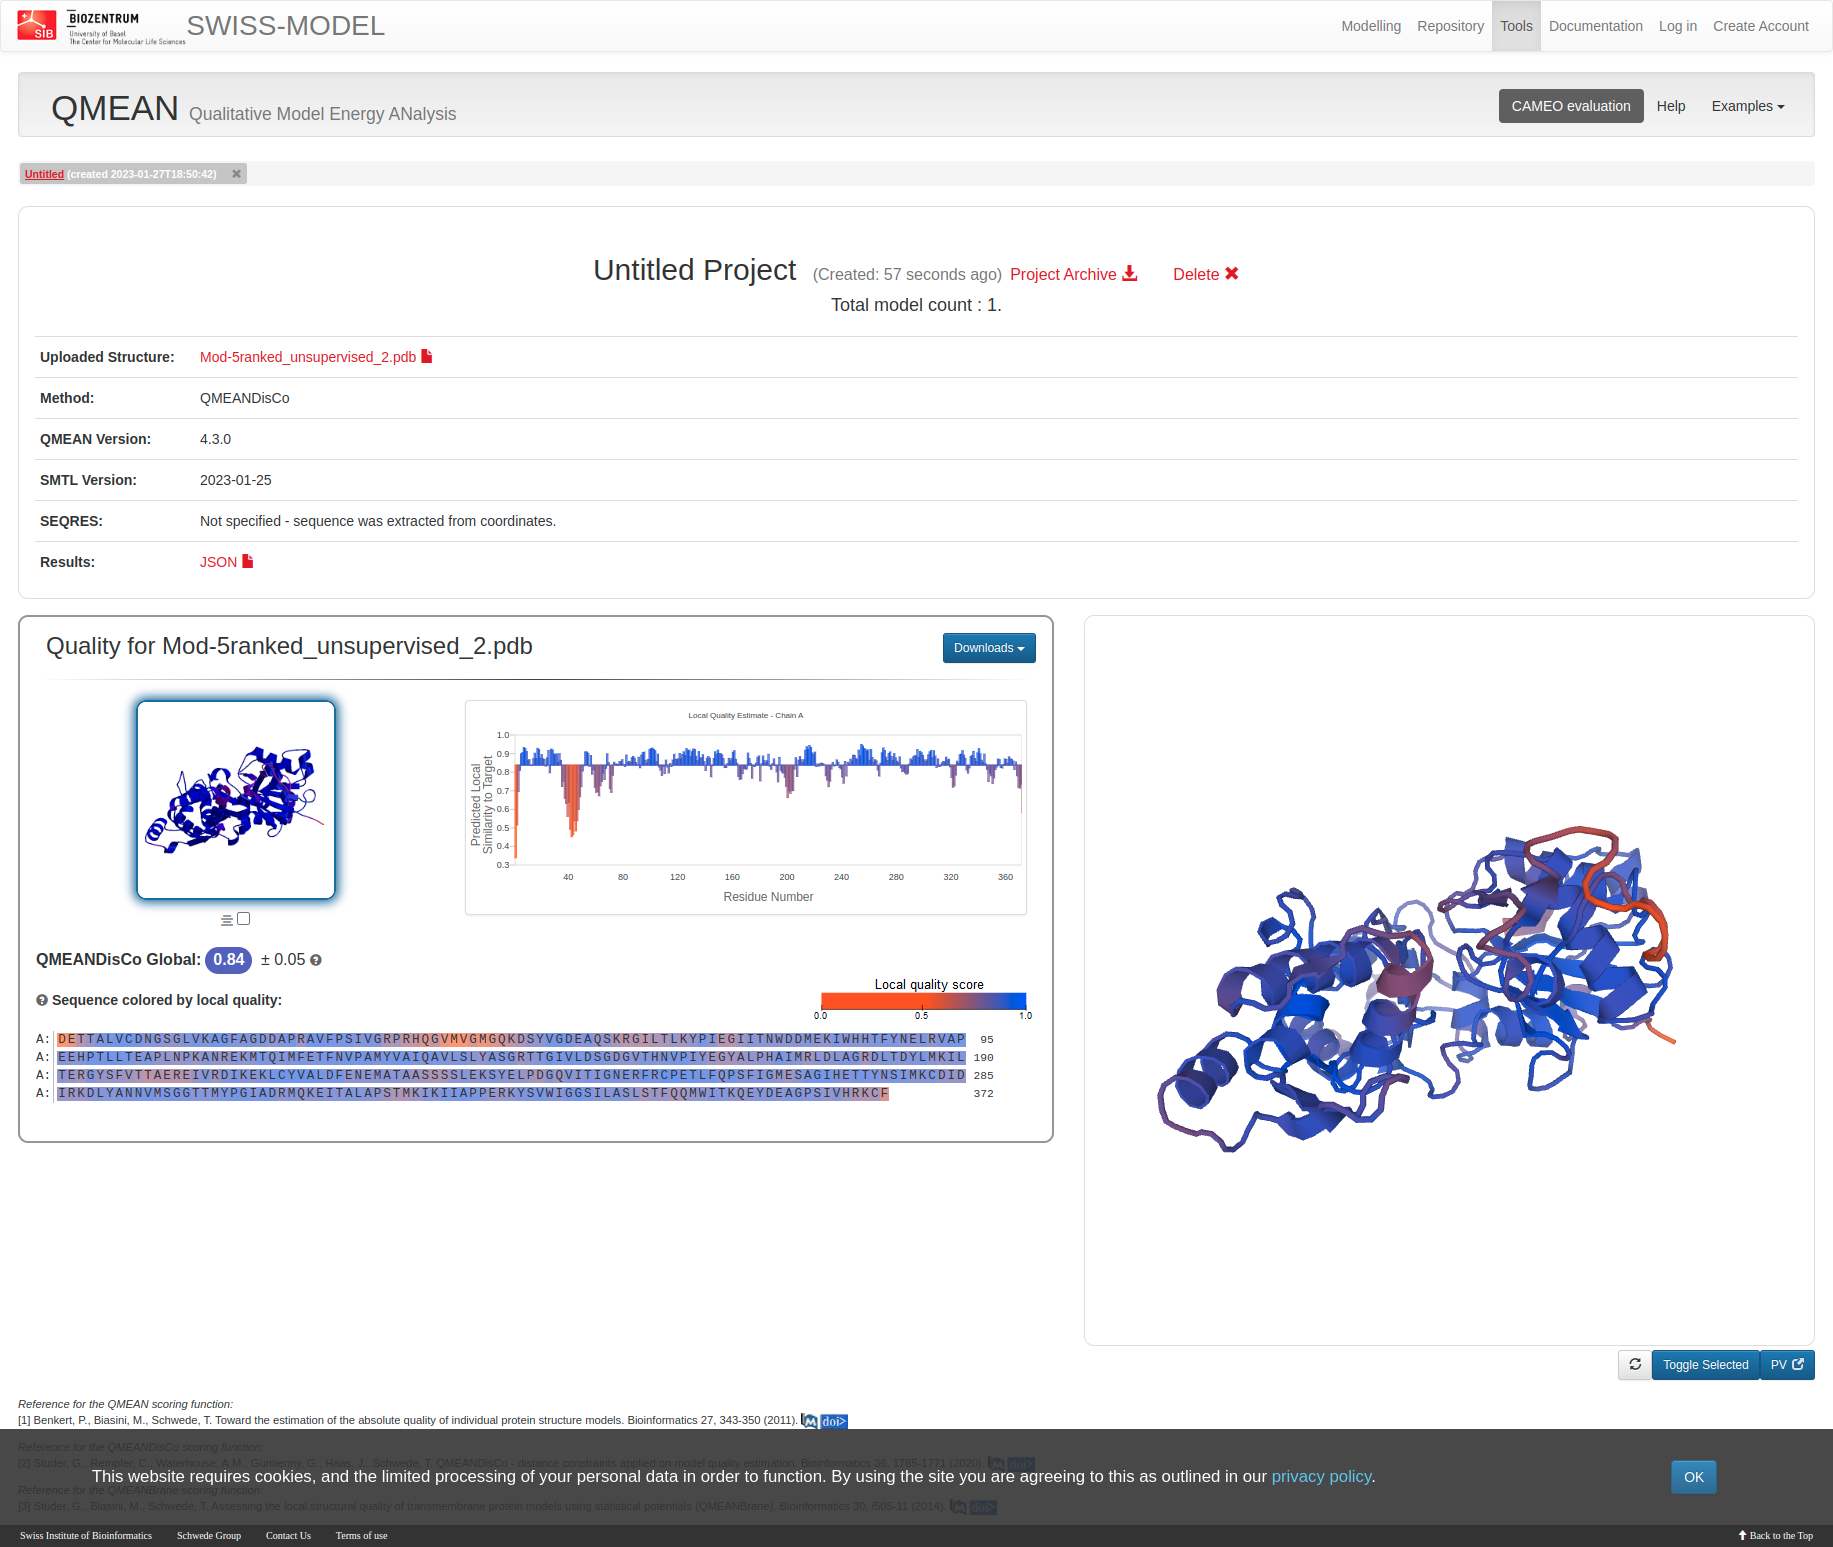 SIB
BIOZENTRUM
University of Basel
The Center for Molecular Life Sciences
SWISS-MODEL
Modelling Repository Tools Documentation Log in Create Account
QMEAN Qualitative Model Energy ANalysis
CAMEO evaluation Help Examples
Untitled (created 2023-01-27T18:50:42)
Untitled Project (Created: 57 seconds ago) Project Archive Delete
Total model count : 1.
Uploaded Structure: Mod-5ranked_unsupervised_2.pdb
Method: QMEANDisCo
QMEAN Version: 4.3.0
SMTL Version: 2023-01-25
SEQRES: Not specified - sequence was extracted from coordinates.
Results: JSON
Quality for Mod-5ranked_unsupervised_2.pdb
Downloads
Local Quality Estimate - Chain A
Predicted Local
Similarity to Target
1.0
0.9
0.8
0.7
0.6
0.5
0.4
0.3
40 80 120 160 200 240 280 320 360
Residue Number
QMEANDisCo Global: 0.84 ± 0.05
Sequence colored by local quality:
Local quality score
0.0 0.5 1.0
A: DETTALVCDNGSGLVKAGFAGDDAPRAVFPSIVGRPRHQGVMVGMGQKDSYVGDEAQSKRGILTLKYPIEGIITNWDDMEKIWHHTFYNELRVAP 95
A: EEHPTLLTEAPLNPKANREKMTQIMFETFNVPAMYVAIQAVLSLYASGRTTGIVLDSGDGVTHNVPIYEGYALPHAIMRLDLAGRDLTDYLMKIL 190
A: TERGYSFVTTAEREIVRDIKEKLCYVALDFENEMATAASSSSLEKSYELPDGQVITIGNERFRCPETLFQPSFIGMESAGIHETTYNSIMKCDID 285
A: IRKDLYANNVMSGGTTMYPGIADRMQKEITALAPSTMKIKIIAPPERKYSVWIGGSILASLSTFQQMWITKQEYDEAGPSIVHRKCF 372
Toggle Selected PV
Reference for the QMEAN scoring function:
[1] Benkert, P., Biasini, M., Schwede, T. Toward the estimation of the absolute quality of individual protein structure models. Bioinformatics 27, 343-350 (2011). M doi>
Reference for the QMEANDisCo scoring function:
[2] Studer, G., Rempfer, C., Waterhouse, A.M., Gumienny, G., Haas, J., Schwede, T. QMEANDisCo - distance constraints applied on model quality estimation. Bioinformatics 36, 1765-1771 (2020). M doi>
This website requires cookies, and the limited processing of your personal data in order to function. By using the site you are agreeing to this as outlined in our privacy policy.
OK
Reference for the QMEANBrane scoring function:
[3] Studer, G., Biasini, M., Schwede, T. Assessing the local structural quality of transmembrane protein models using statistical potentials (QMEANBrane). Bioinformatics 30, i505-11 (2014). M doi>
Swiss Institute of Bioinformatics Schwede Group Contact Us Terms of use Back to the Top